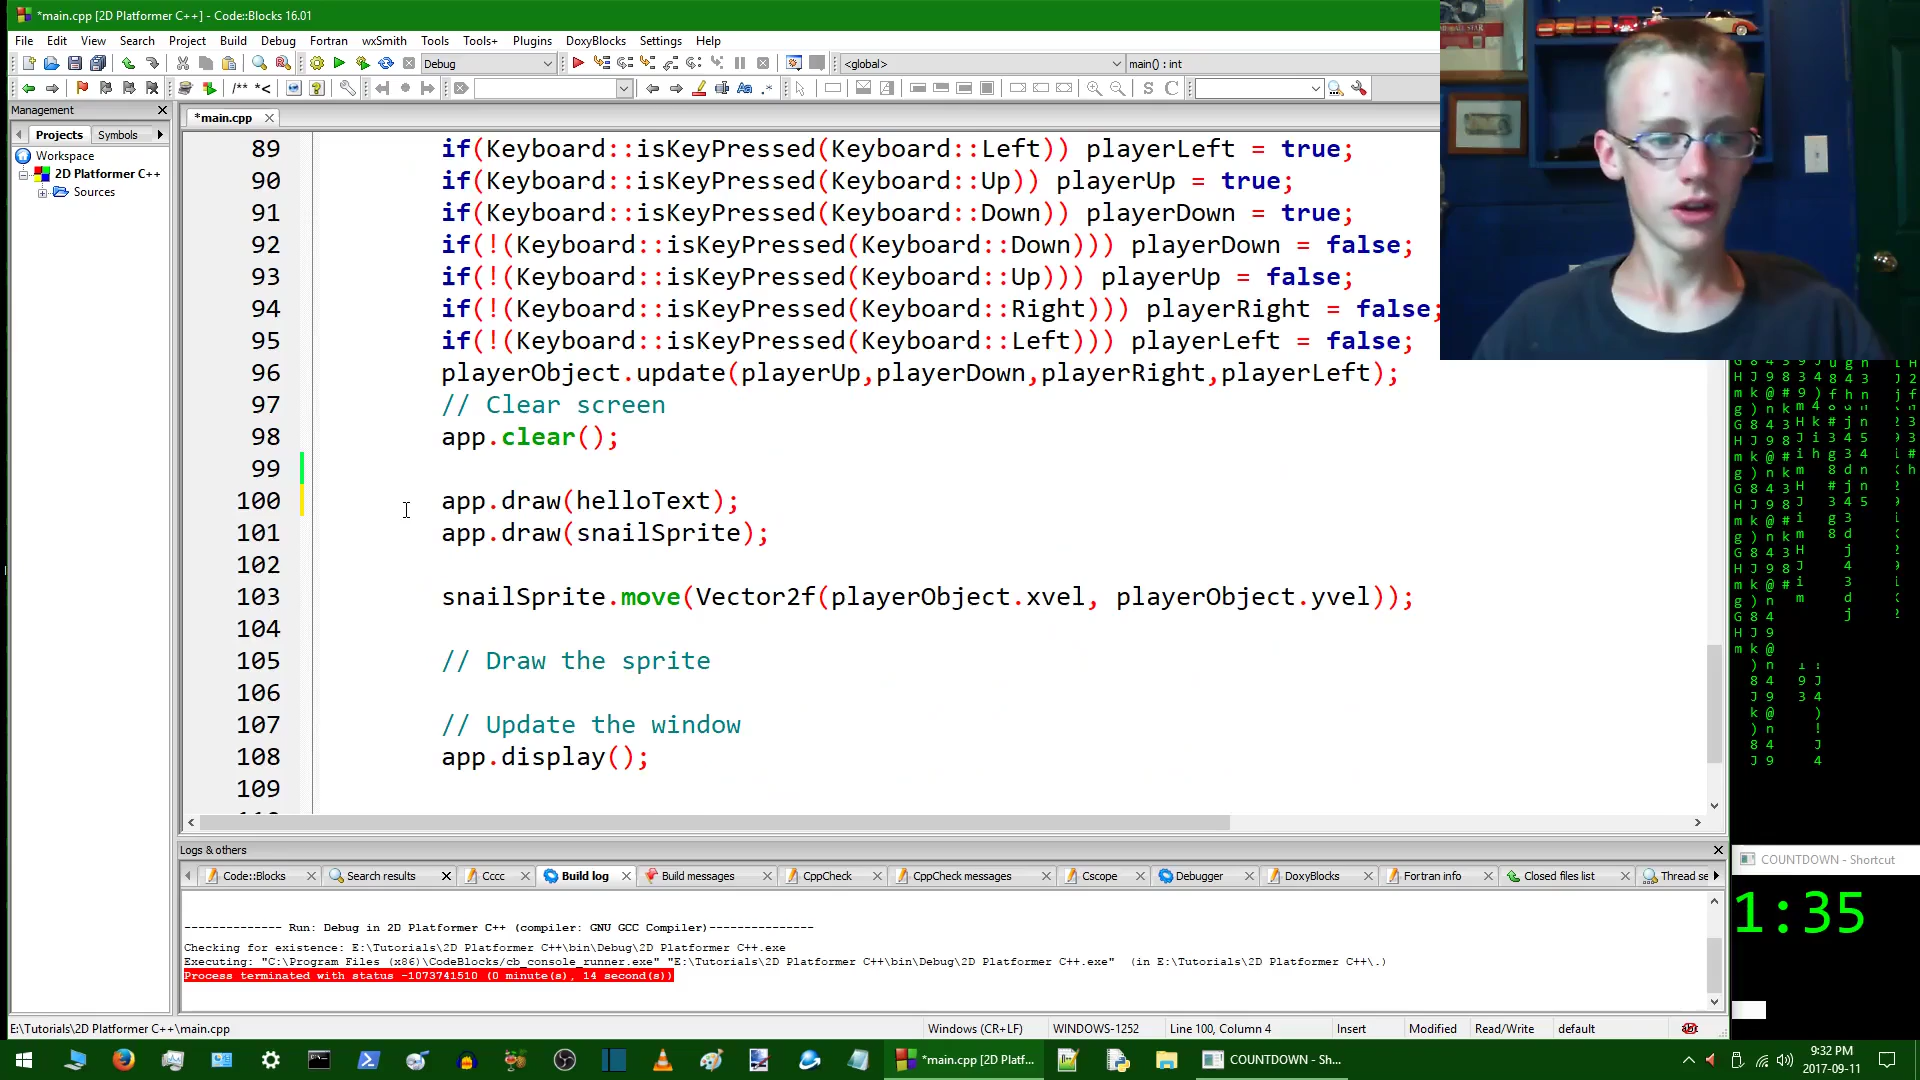 *main.cpp [2D Platformer C++] - Code::Blocks 16.01
File Edit View Search Project Build Debug Fortran wxSmith Tools Tools+ Plugins DoxyBlocks Settings Help
Debug <global> main() : int
/** *< Aa .* S C
Management *main.cpp
Projects Symbols
Workspace
2D Platformer C++
Sources
89 if(Keyboard::isKeyPressed(Keyboard::Left)) playerLeft = true;
90 if(Keyboard::isKeyPressed(Keyboard::Up)) playerUp = true;
91 if(Keyboard::isKeyPressed(Keyboard::Down)) playerDown = true;
92 if(!(Keyboard::isKeyPressed(Keyboard::Down))) playerDown = false;
93 if(!(Keyboard::isKeyPressed(Keyboard::Up))) playerUp = false;
94 if(!(Keyboard::isKeyPressed(Keyboard::Right))) playerRight = false;
95 if(!(Keyboard::isKeyPressed(Keyboard::Left))) playerLeft = false;
96 playerObject.update(playerUp,playerDown,playerRight,playerLeft);
97 // Clear screen
98 app.clear();
99
100 app.draw(helloText);
101 app.draw(snailSprite);
102
103 snailSprite.move(Vector2f(playerObject.xvel, playerObject.yvel));
104
105 // Draw the sprite
106
107 // Update the window
108 app.display();
109
Logs & others
Code::Blocks Search results Cccc Build log Build messages CppCheck CppCheck messages Cscope Debugger DoxyBlocks Fortran info Closed files list Thread se
-------------- Run: Debug in 2D Platformer C++ (compiler: GNU GCC Compiler)---------------
Checking for existence: E:\Tutorials\2D Platformer C++\bin\Debug\2D Platformer C++.exe
Executing: "C:\Program Files (x86)\CodeBlocks/cb_console_runner.exe" "E:\Tutorials\2D Platformer C++\bin\Debug\2D Platformer C++.exe" (in E:\Tutorials\2D Platformer C++\.)
Process terminated with status -1073741510 (0 minute(s), 14 second(s))
COUNTDOWN - Shortcut
1:35
E:\Tutorials\2D Platformer C++\main.cpp Windows (CR+LF) WINDOWS-1252 Line 100, Column 4 Insert Modified Read/Write default
*main.cpp [2D Platf... COUNTDOWN - Sh... 9:32 PM
2017-09-11